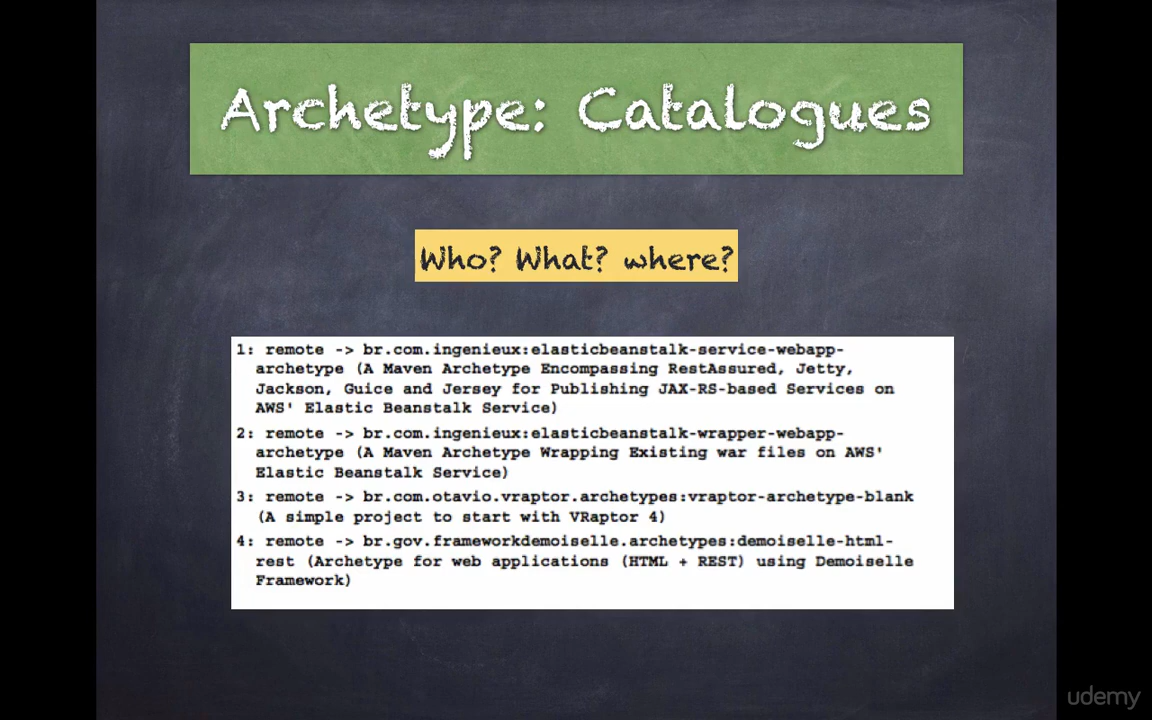 Archetype: Catalogues
Who? What? where?
1: remote -> br.com.ingenieux:elasticbeanstalk-service-webapp-
archetype (A Maven Archetype Encompassing RestAssured, Jetty,
Jackson, Guice and Jersey for Publishing JAX-RS-based Services on
AWS' Elastic Beanstalk Service)
2: remote -> br.com.ingenieux:elasticbeanstalk-wrapper-webapp-
archetype (A Maven Archetype Wrapping Existing war files on AWS'
Elastic Beanstalk Service)
3: remote -> br.com.otavio.vraptor.archetypes:vraptor-archetype-blank
(A simple project to start with VRaptor 4)
4: remote -> br.gov.frameworkdemoiselle.archetypes:demoiselle-html-
rest (Archetype for web applications (HTML + REST) using Demoiselle
Framework)
udemy